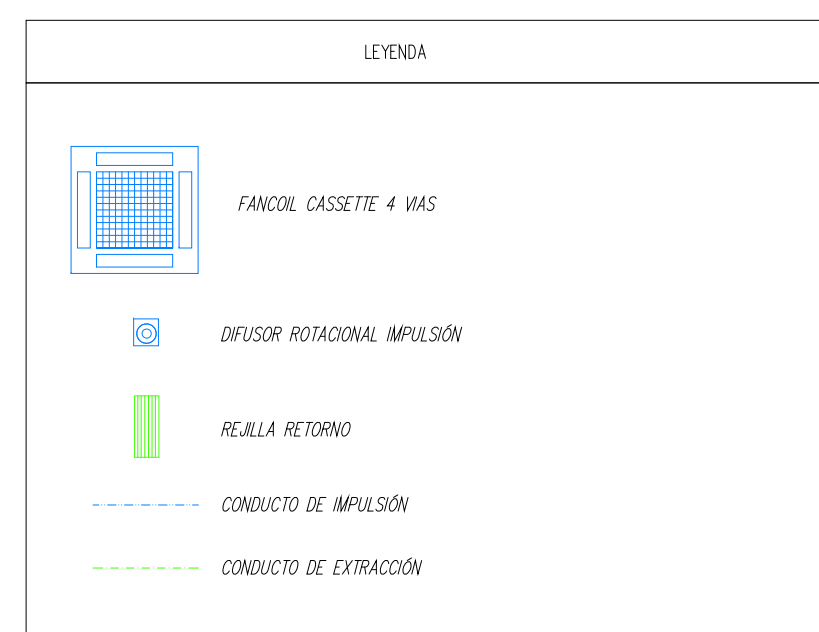 LEYENDA
FANCOIL CASSETTE 4 VIAS
DIFUSOR ROTACIONAL IMPULSIÓN
REJILLA RETORNO
CONDUCTO DE IMPULSIÓN
CONDUCTO DE EXTRACCIÓN